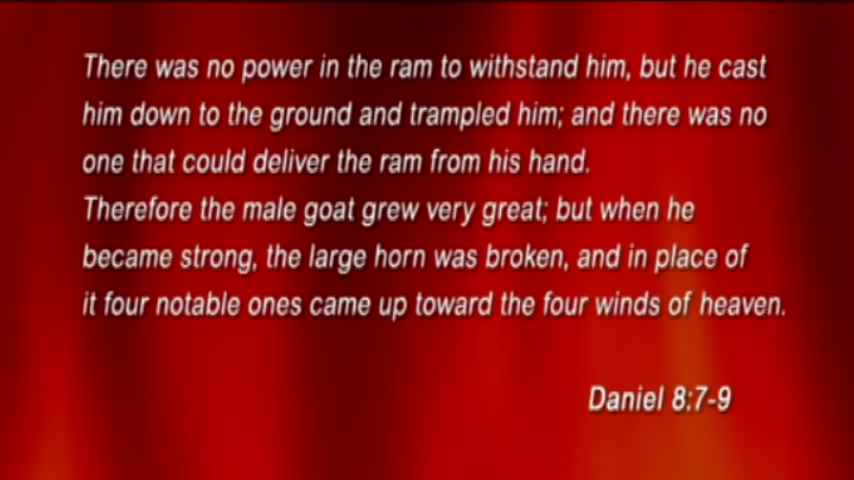 There was no power in the ram to withstand him, but he cast
him down to the ground and trampled him; and there was no
one that could deliver the ram from his hand.
Therefore the male goat grew very great; but when he
became strong, the large horn was broken, and in place of
it four notable ones came up toward the four winds of heaven.
Daniel 8:7-9